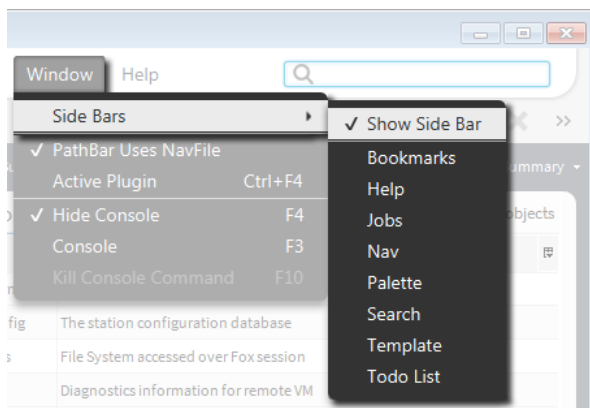 Window Help
Side Bars
✓ PathBar Uses NavFile
Active Plugin Ctrl+F4
✓ Hide Console F4
Console F3
Kill Console Command F10
✓ Show Side Bar
Bookmarks
Help
Jobs
Nav
Palette
Search
Template
Todo List
ummary
objects
fig The station configuration database
s File System accessed over Fox session
Diagnostics information for remote VM